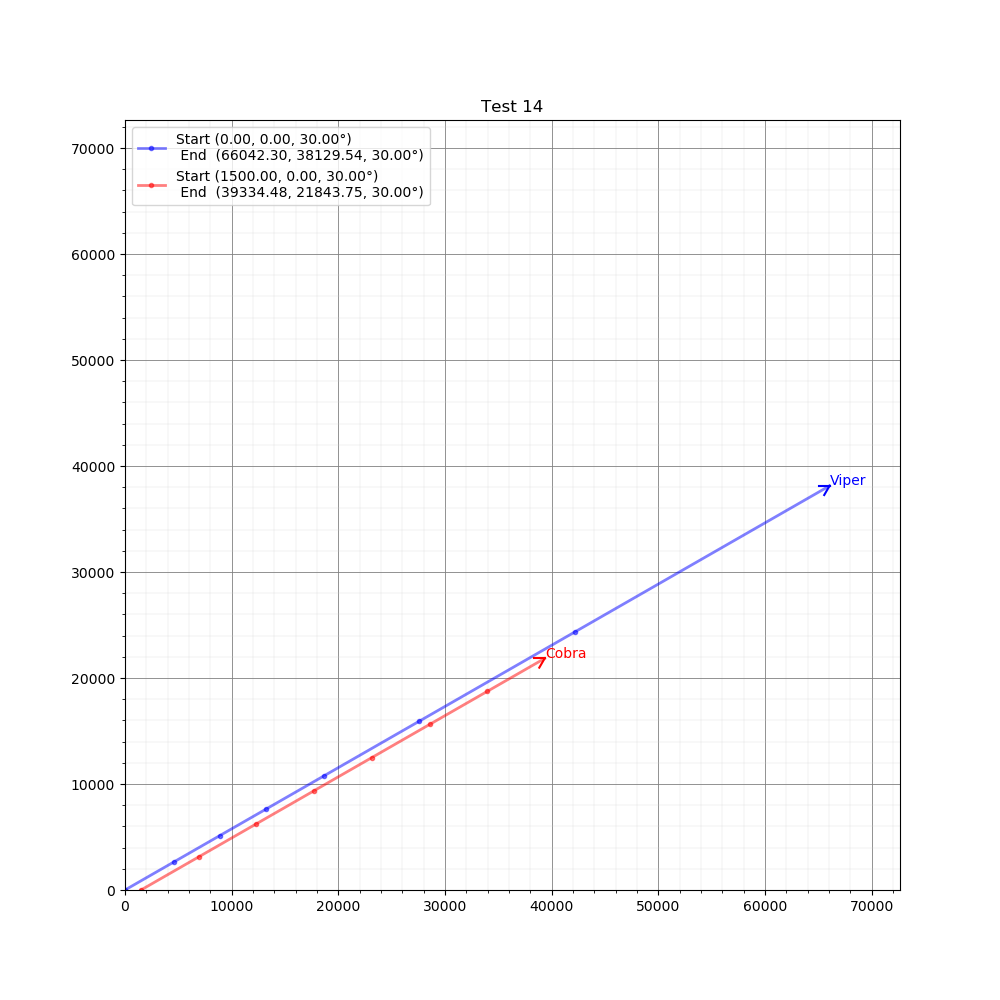 Test 14
Start (0.00, 0.00, 30.00°)
End (66042.30, 38129.54, 30.00°)
Start (1500.00, 0.00, 30.00°)
End (39334.48, 21843.75, 30.00°)
70000
60000
50000
40000
30000
20000
10000
0
Viper
Cobra
0 10000 20000 30000 40000 50000 60000 70000